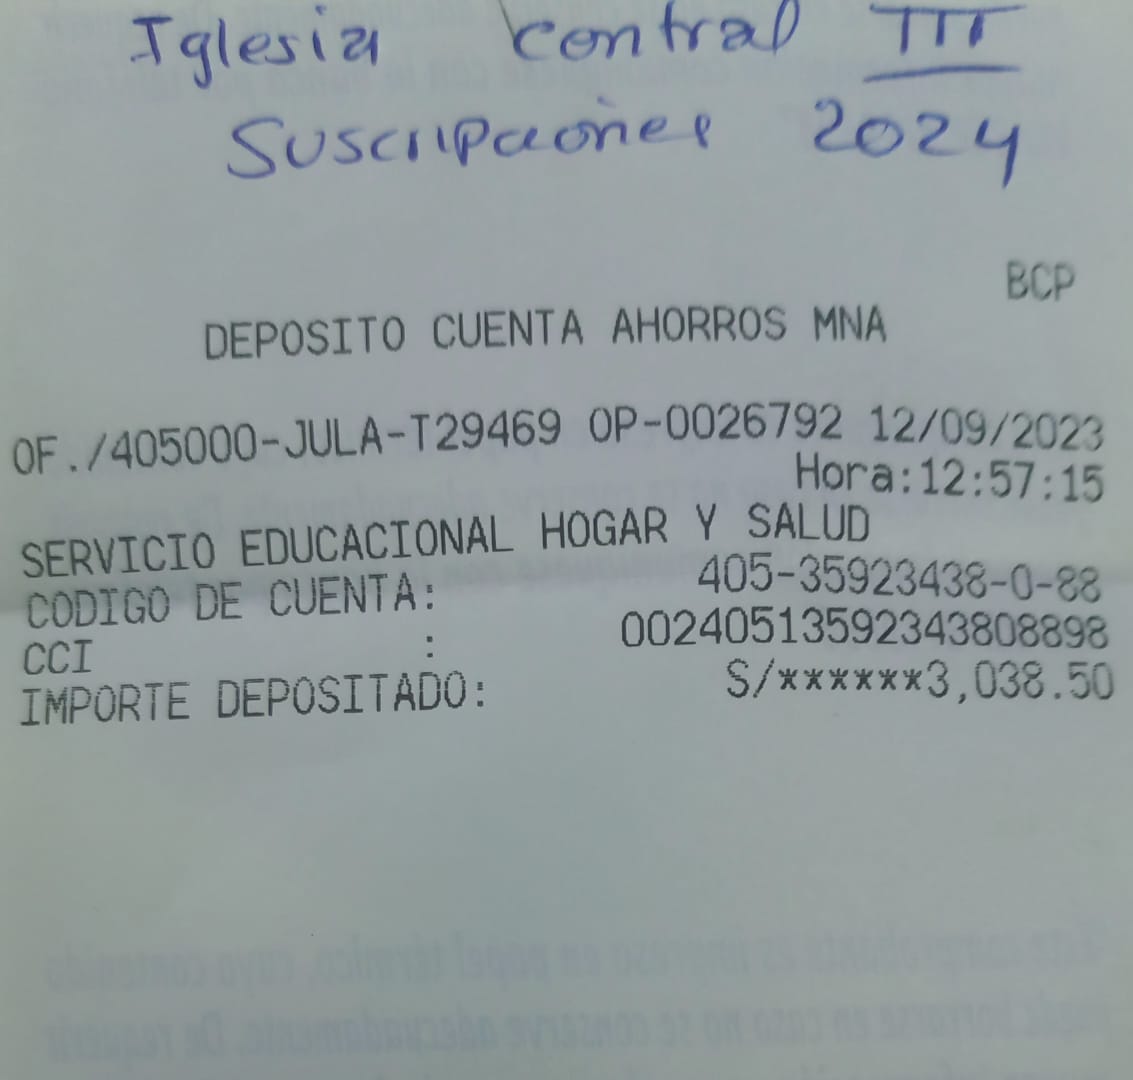 Iglesia Central III
Suscripciones 2024
BCP
DEPOSITO CUENTA AHORROS MNA
OF./405000-JULA-T29469 OP-0026792 12/09/2023
Hora:12:57:15
SERVICIO EDUCACIONAL HOGAR Y SALUD
CODIGO DE CUENTA: 405-35923438-0-88
CCI : 00240513592343808898
IMPORTE DEPOSITADO: S/******3,038.50